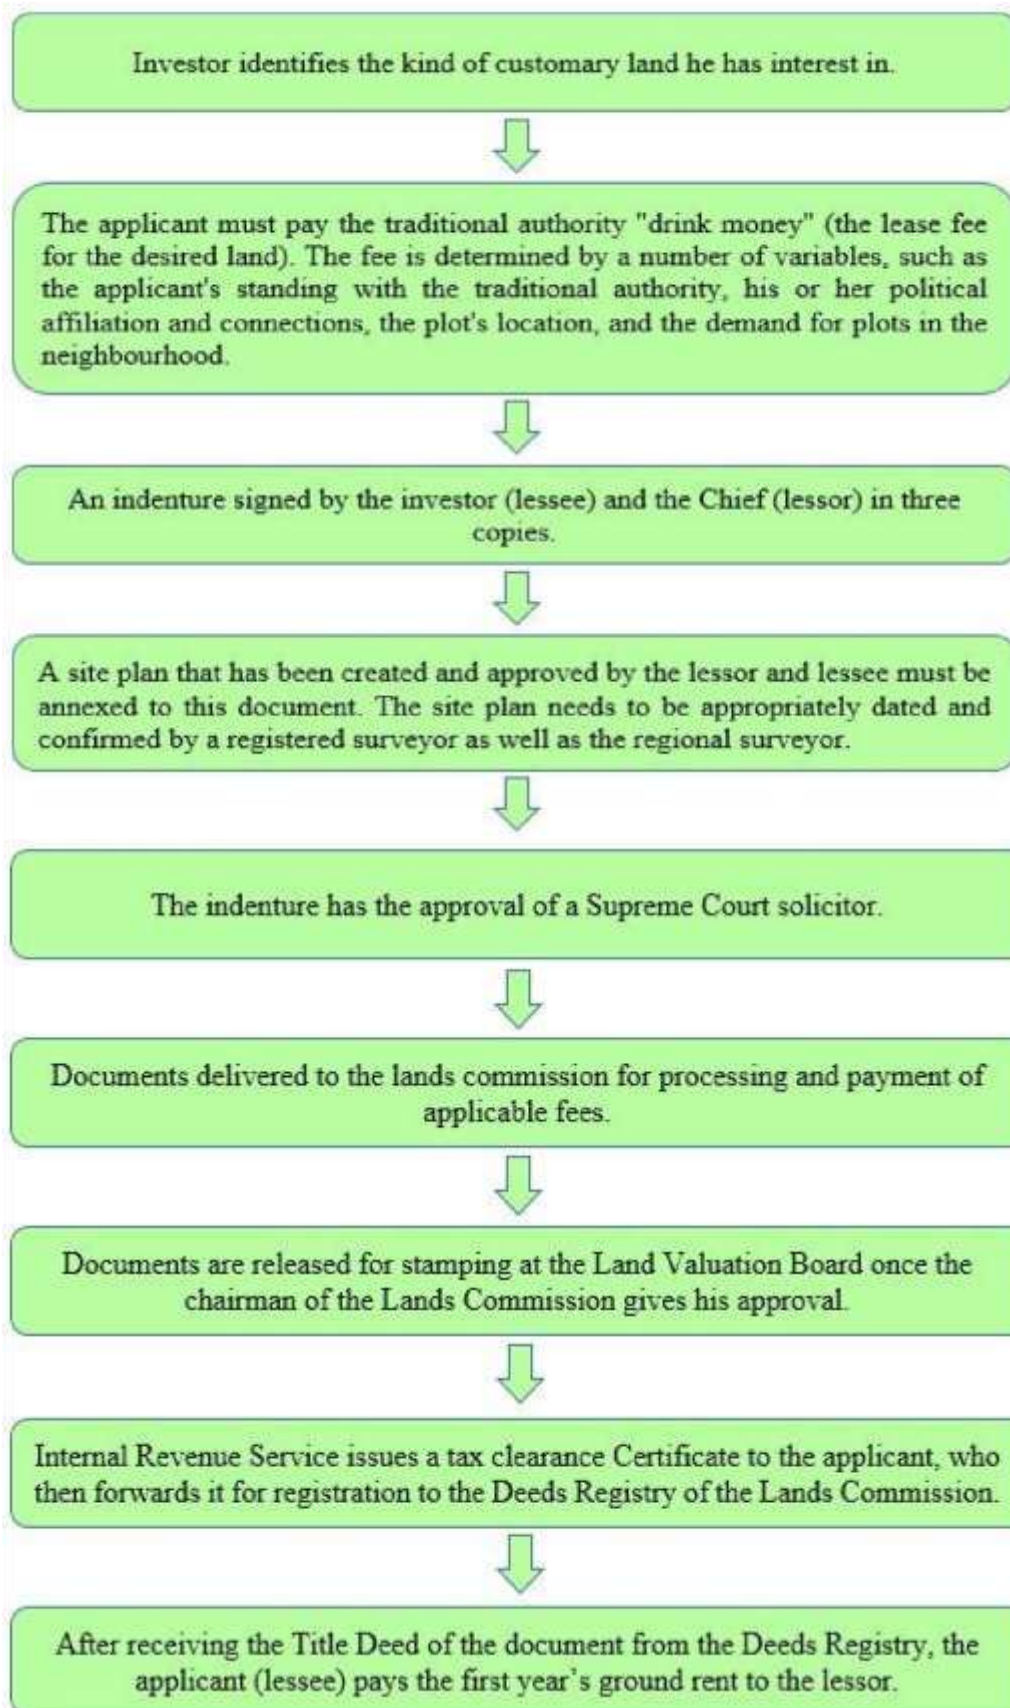 Investor identifies the kind of customary land he has interest in.
The applicant must pay the traditional authority "drink money" (the lease fee
for the desired land). The fee is determined by a number of variables, such as
the applicant's standing with the traditional authority, his or her political
affiliation and connections, the plot's location, and the demand for plots in the
neighbourhood.
An indenture signed by the investor (lessee) and the Chief (lessor) in three
copies.
A site plan that has been created and approved by the lessor and lessee must be
annexed to this document. The site plan needs to be appropriately dated and
confirmed by a registered surveyor as well as the regional surveyor.
The indenture has the approval of a Supreme Court solicitor.
Documents delivered to the lands commission for processing and payment of
applicable fees.
Documents are released for stamping at the Land Valuation Board once the
chairman of the Lands Commission gives his approval.
Internal Revenue Service issues a tax clearance Certificate to the applicant, who
then forwards it for registration to the Deeds Registry of the Lands Commission.
After receiving the Title Deed of the document from the Deeds Registry, the
applicant (lessee) pays the first year’s ground rent to the lessor.